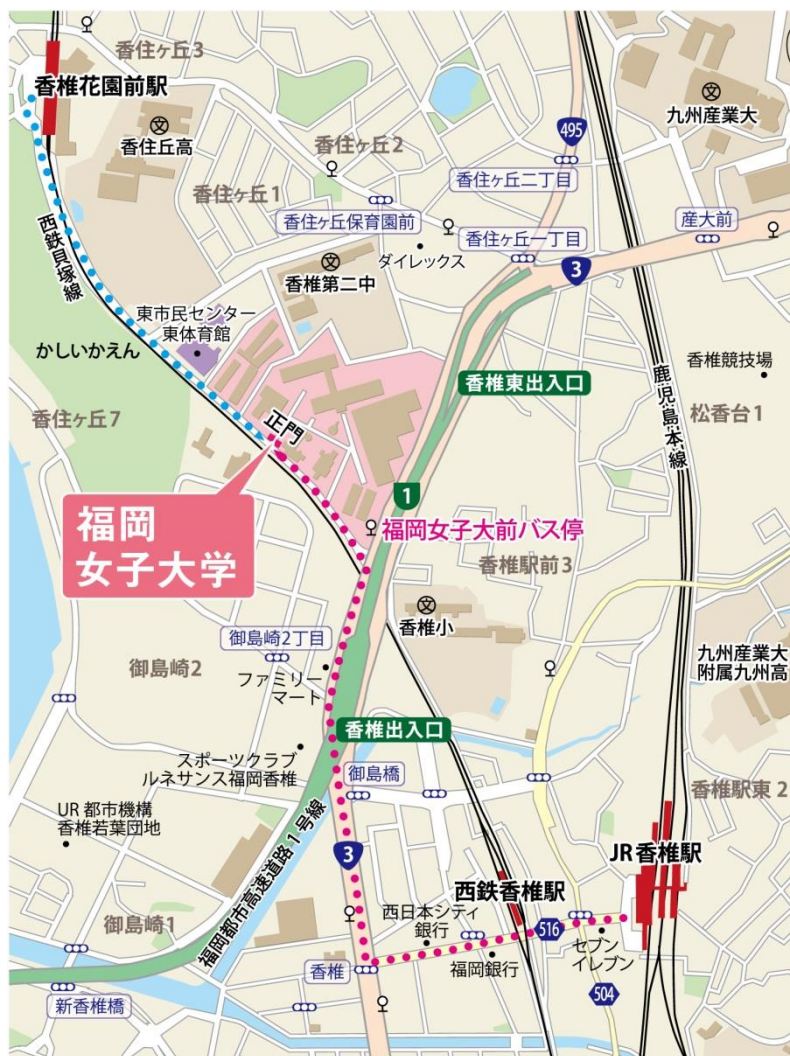 香住ヶ丘3
香椎花園前駅
文
香住丘高
文
九州産業大
香住ヶ丘2
495
香住ヶ丘二丁目
香住ヶ丘1
香住ヶ丘保育園前
香住ヶ丘一丁目
産大前
ダイレックス
3
文
香椎第二中
西鉄貝塚線
東市民センター
東体育館
かしいかえん
香椎東出入口
鹿児島本線
香椎競技場
松香台1
香住ヶ丘7
正門
1
福岡
女子大学
福岡女子大前バス停
香椎駅前3
文
香椎小
御島崎2丁目
御島崎2
ファミリー
マート
九州産業大
附属九州高
香椎出入口
スポーツクラブ
ルネサンス福岡香椎
御島橋
香椎駅東2
UR都市機構
香椎若葉団地
福岡都市高速道路1号線
3
JR香椎駅
西鉄香椎駅
御島崎1
西日本シティ
銀行
516
セブン
イレブン
香椎
福岡銀行
504
新香椎橋